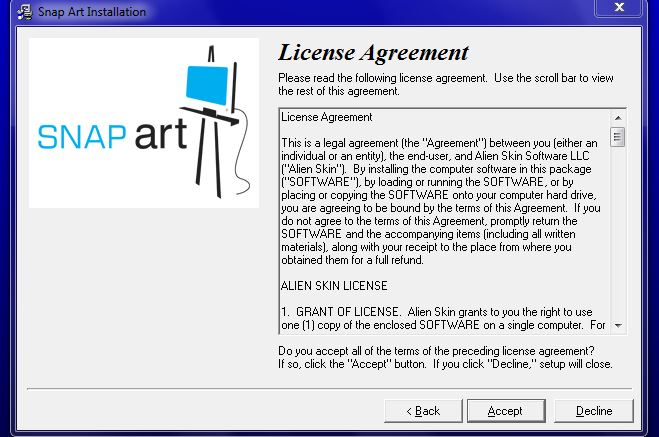 Snap Art Installation
SNAP art
License Agreement
Please read the following license agreement. Use the scroll bar to view
the rest of this agreement.
License Agreement
This is a legal agreement (the "Agreement") between you (either an
individual or an entity), the end-user, and Alien Skin Software LLC
("Alien Skin"). By installing the computer software in this package
("SOFTWARE"), by loading or running the SOFTWARE, or by
placing or copying the SOFTWARE onto your computer hard drive,
you are agreeing to be bound by the terms of this Agreement. If you
do not agree to the terms of this Agreement, promptly return the
SOFTWARE and the accompanying items (including all written
materials), along with your receipt to the place from where you
obtained them for a full refund.
ALIEN SKIN LICENSE
1. GRANT OF LICENSE. Alien Skin grants to you the right to use
one (1) copy of the enclosed SOFTWARE on a single computer. For
Do you accept all of the terms of the preceding license agreement?
If so, click the "Accept" button. If you click "Decline," setup will close.
< Back
Accept
Decline